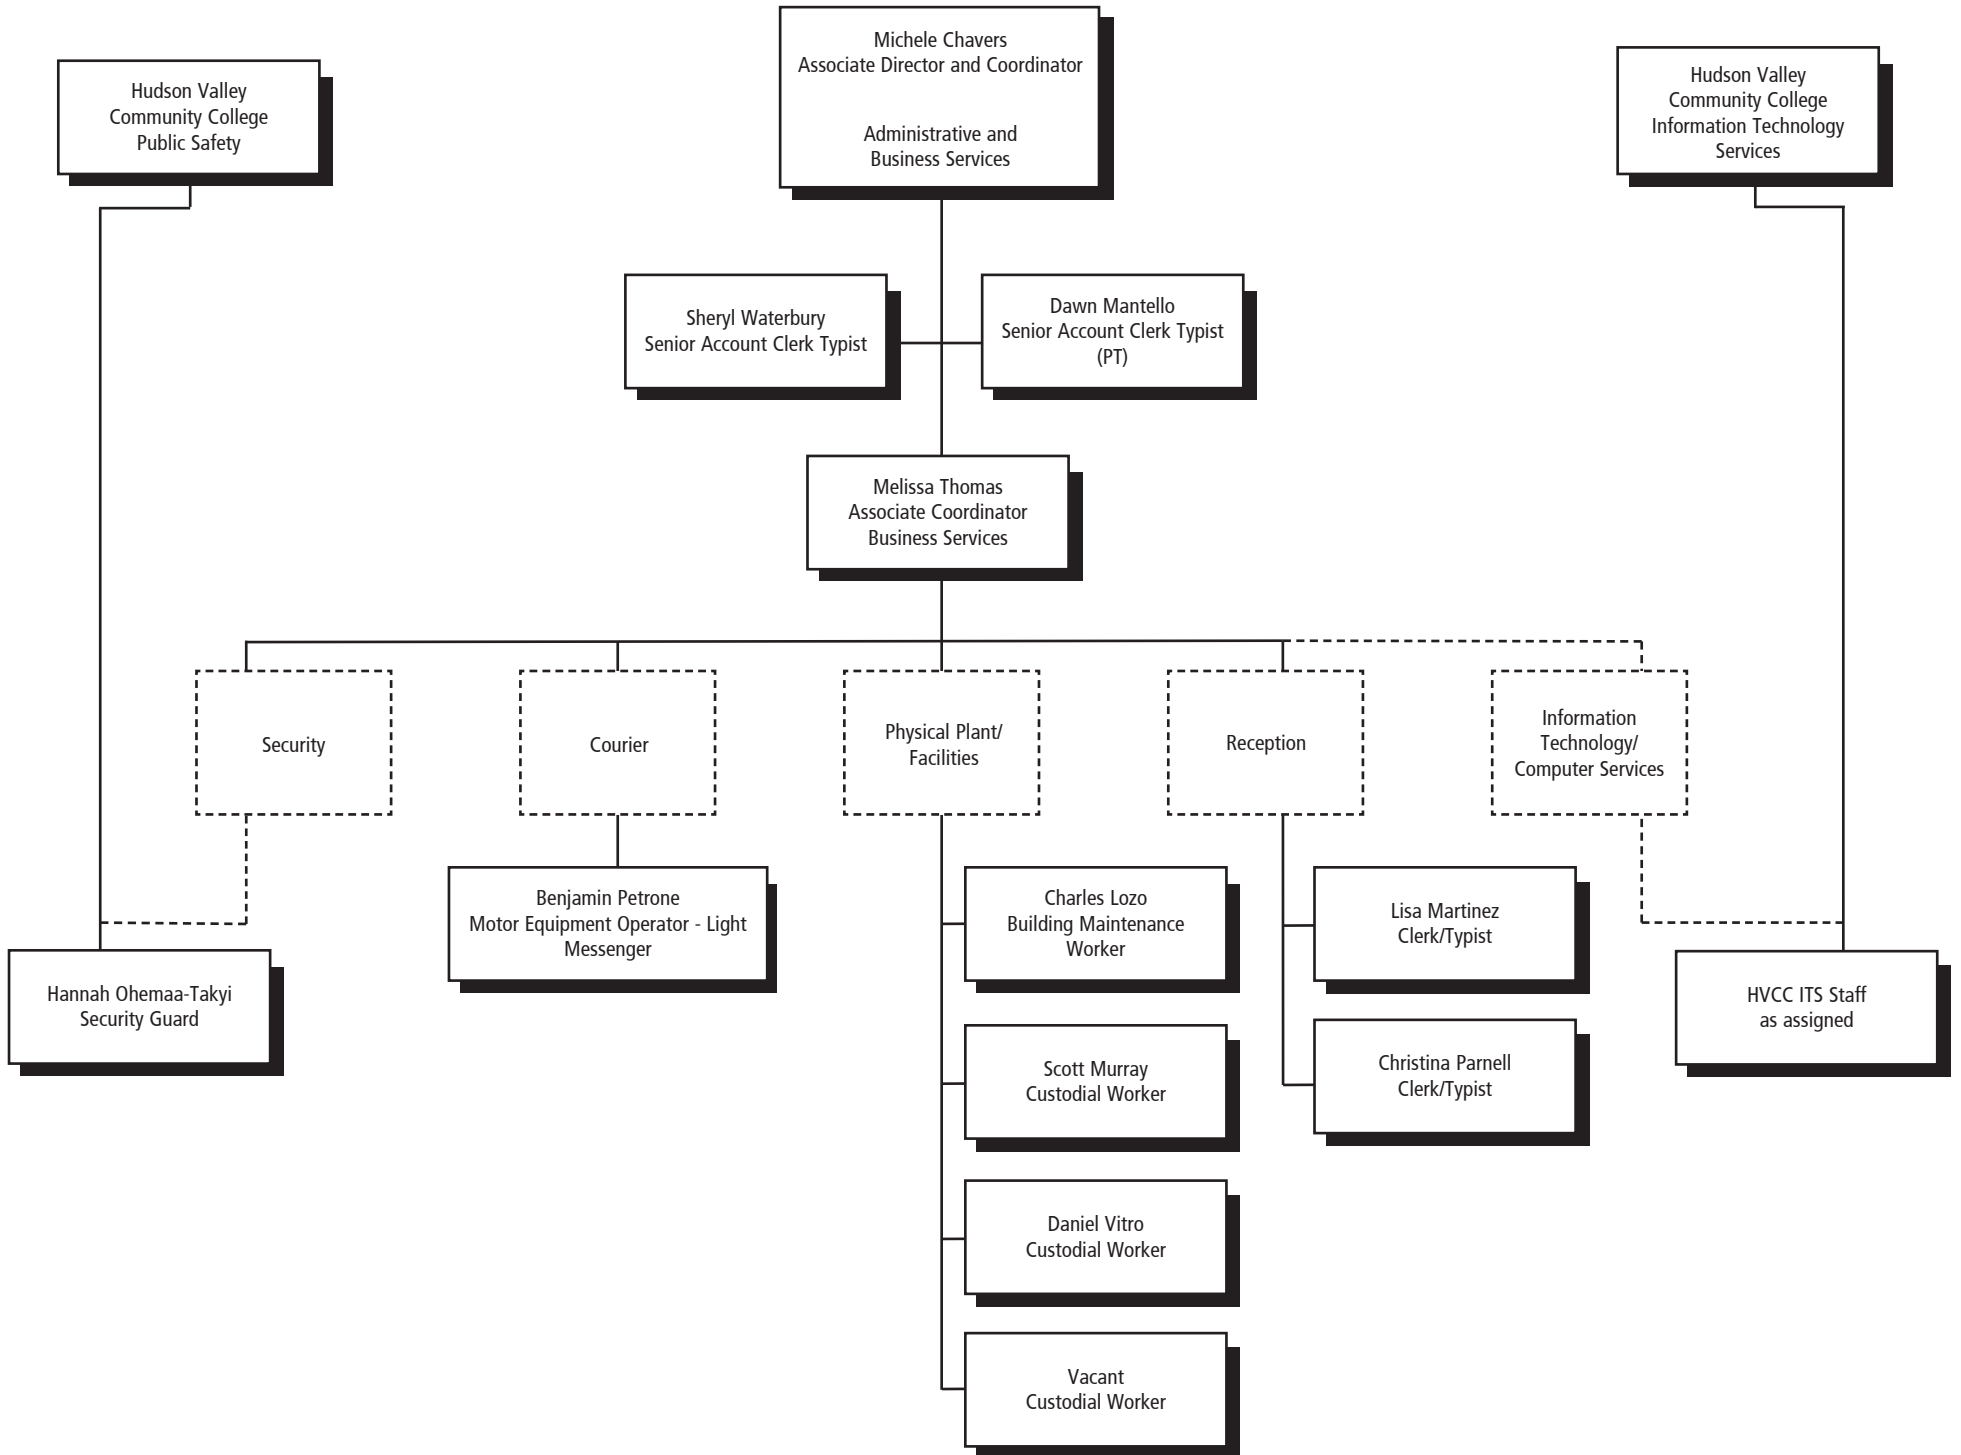 Michele Chavers
Associate Director and Coordinator
Administrative and
Business Services
Hudson Valley
Community College
Public Safety
Hudson Valley
Community College
Information Technology
Services
Sheryl Waterbury
Senior Account Clerk Typist
Dawn Mantello
Senior Account Clerk Typist
(PT)
Melissa Thomas
Associate Coordinator
Business Services
Security
Courier
Physical Plant/
Facilities
Reception
Information
Technology/
Computer Services
Benjamin Petrone
Motor Equipment Operator - Light
Messenger
Charles Lozo
Building Maintenance
Worker
Lisa Martinez
Clerk/Typist
Hannah Ohemaa-Takyi
Security Guard
HVCC ITS Staff
as assigned
Scott Murray
Custodial Worker
Christina Parnell
Clerk/Typist
Daniel Vitro
Custodial Worker
Vacant
Custodial Worker